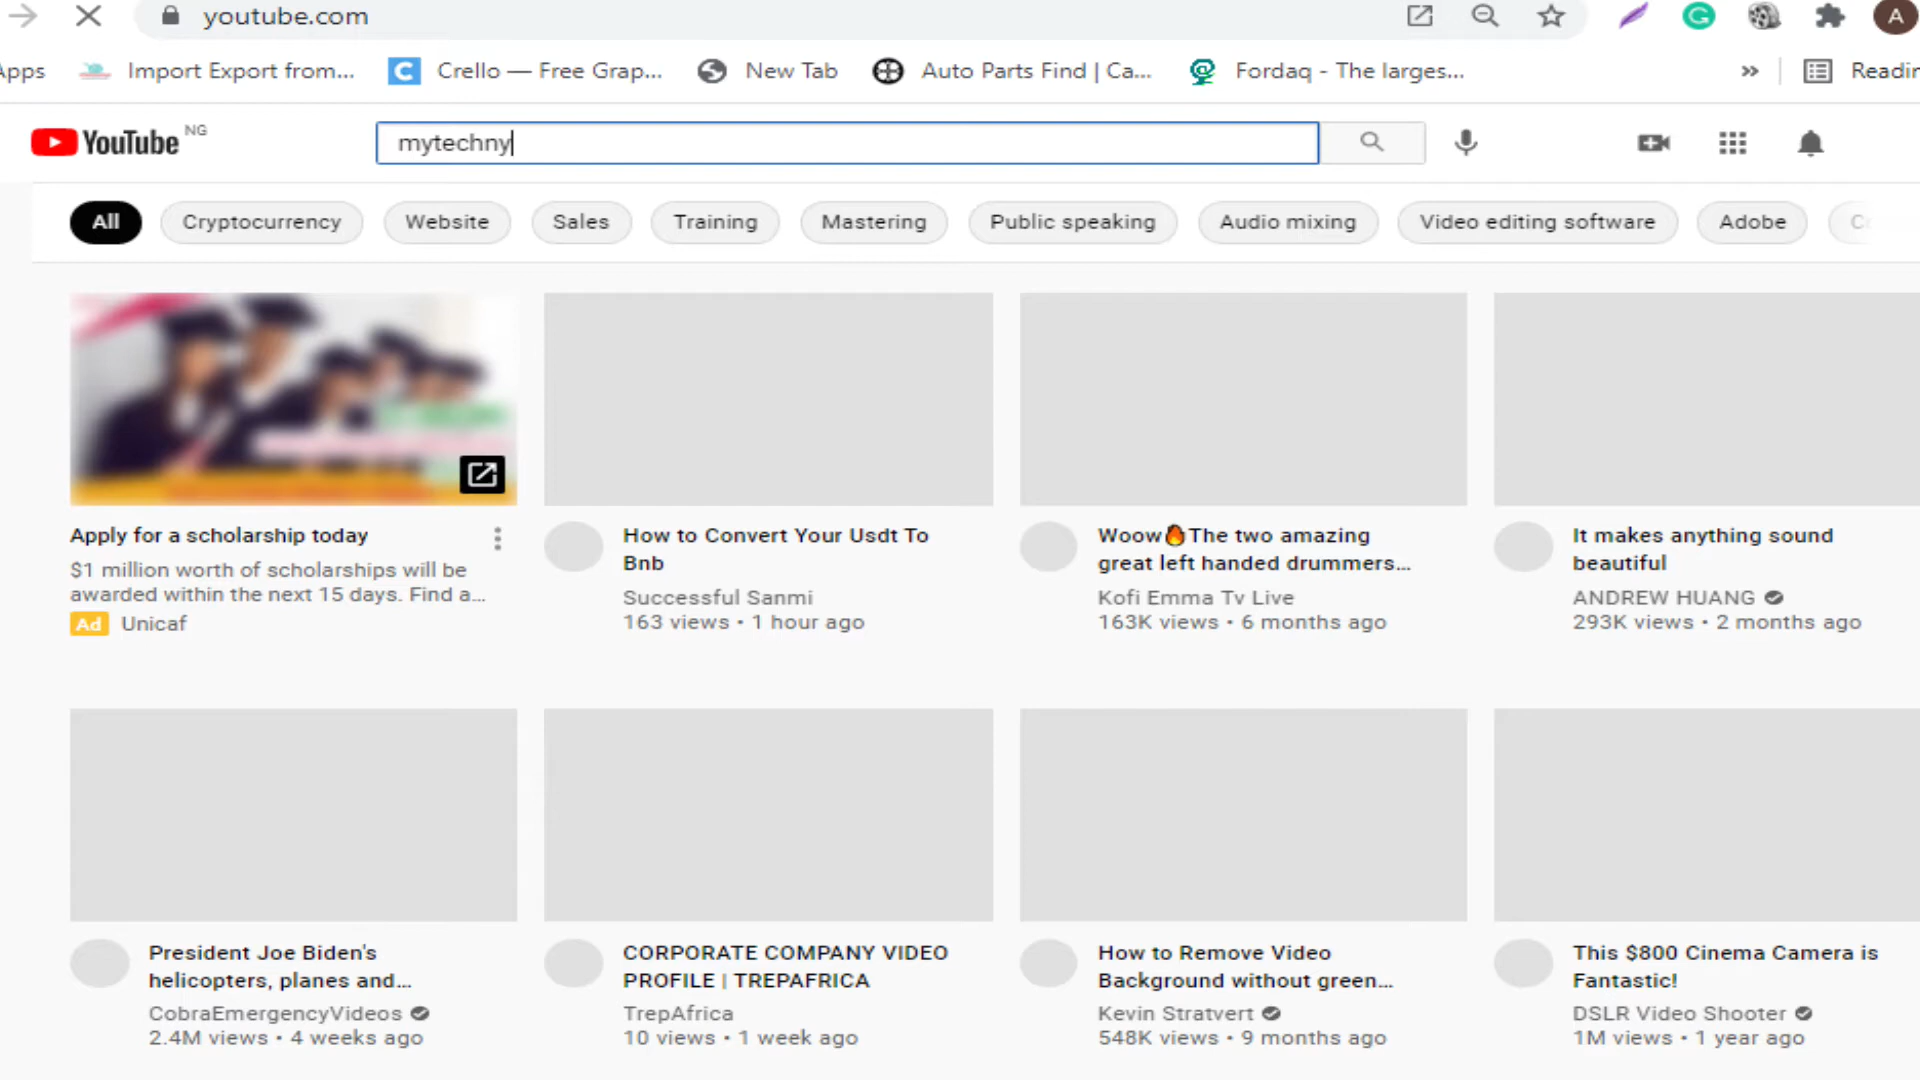 youtube.com
A
Apps
Import Export from...
Crello — Free Grap...
New Tab
Auto Parts Find | Ca...
Fordaq - The larges...
»
Readin
YouTube NG
mytechny
All
Cryptocurrency
Website
Sales
Training
Mastering
Public speaking
Audio mixing
Video editing software
Adobe
Apply for a scholarship today
$1 million worth of scholarships will be
awarded within the next 15 days. Find a...
Ad Unicaf
How to Convert Your Usdt To
Bnb
Successful Sanmi
163 views • 1 hour ago
Woow🔥The two amazing
great left handed drummers...
Kofi Emma Tv Live
163K views • 6 months ago
It makes anything sound
beautiful
ANDREW HUANG
293K views • 2 months ago
President Joe Biden's
helicopters, planes and...
CobraEmergencyVideos
2.4M views • 4 weeks ago
CORPORATE COMPANY VIDEO
PROFILE | TREPAFRICA
TrepAfrica
10 views • 1 week ago
How to Remove Video
Background without green...
Kevin Stratvert
548K views • 9 months ago
This $800 Cinema Camera is
Fantastic!
DSLR Video Shooter
1M views • 1 year ago